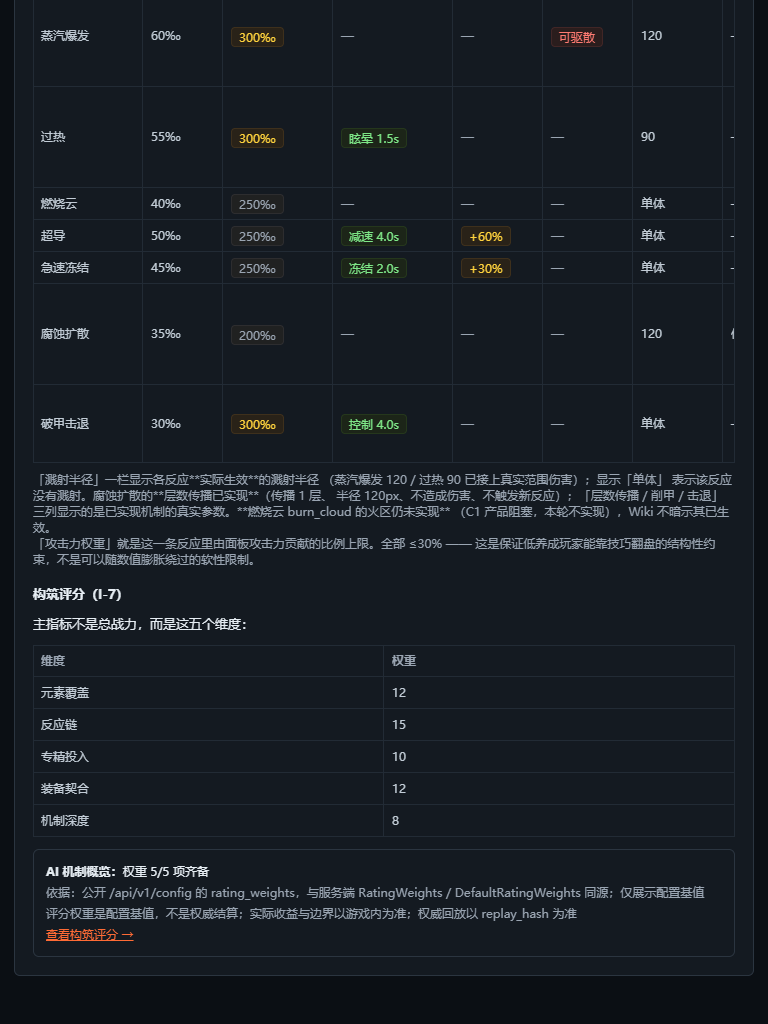 蒸汽爆发 60‰ 300‰ — — 可驱散 120 -
过热 55‰ 300‰ 眩晕 1.5s — — 90 -
燃烧云 40‰ 250‰ — — — 单体 -
超导 50‰ 250‰ 减速 4.0s +60% — 单体 -
急速冻结 45‰ 250‰ 冻结 2.0s +30% — 单体 -
腐蚀扩散 35‰ 200‰ — — — 120
破甲击退 30‰ 300‰ 控制 4.0s — — 单体 -
「溅射半径」一栏显示各反应**实际生效**的溅射半径 （蒸汽爆发 120 / 过热 90 已接上真实范围伤害）；显示「单体」 表示该反应
没有溅射。腐蚀扩散的**层数传播已实现**（传播 1 层、 半径 120px、不造成伤害、不触发新反应）；「层数传播 / 削甲 / 击退」
三列显示的是已实现机制的真实参数。**燃烧云 burn_cloud 的火区仍未实现** （C1 产品阻塞，本轮不实现），Wiki 不暗示其已生
效。
「攻击力权重」就是这一条反应里由面板攻击力贡献的比例上限。全部 ≤30% —— 这是保证低养成玩家能靠技巧翻盘的结构性约
束，不是可以随数值膨胀绕过的软性限制。
构筑评分（I-7）
主指标不是总战力，而是这五个维度：
维度 权重
元素覆盖 12
反应链 15
专精投入 10
装备契合 12
机制深度 8
AI 机制概览：权重 5/5 项齐备
依据：公开 /api/v1/config 的 rating_weights，与服务端 RatingWeights / DefaultRatingWeights 同源；仅展示配置基值
评分权重是配置基值，不是权威结算；实际收益与边界以游戏内为准；权威回放以 replay_hash 为准
查看构筑评分 →